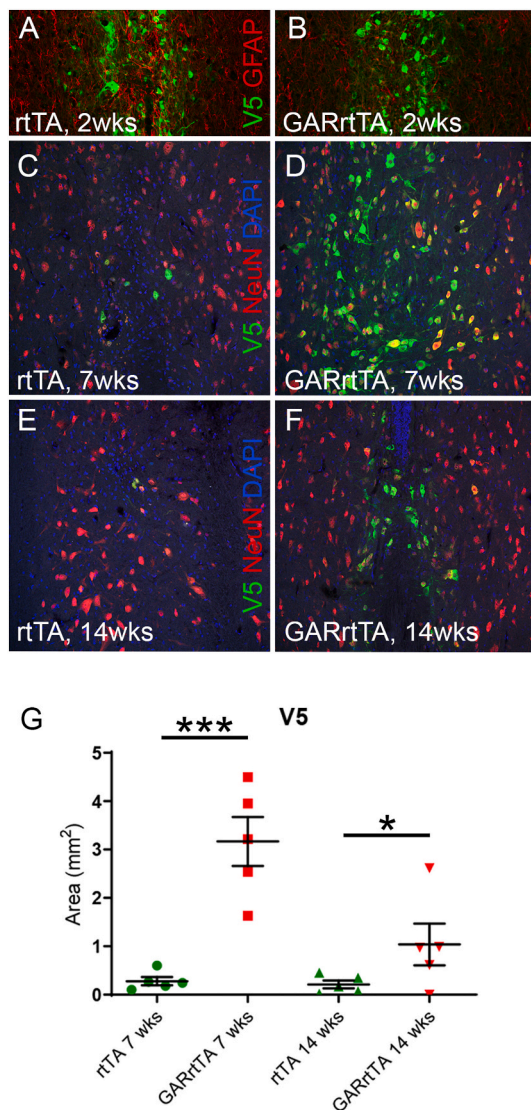 A
B
V5 GFAP
rtTA, 2wks
GARrtTA, 2wks
C
D
V5 NeuN DAPI
rtTA, 7wks
GARrtTA, 7wks
E
F
V5 NeuN DAPI
rtTA, 14wks
GARrtTA, 14wks
G
V5
***
*
Area (mm²)
5
4
3
2
1
0
rtTA 7 wks
GARrtTA 7 wks
rtTA 14 wks
GARrtTA 14 wks